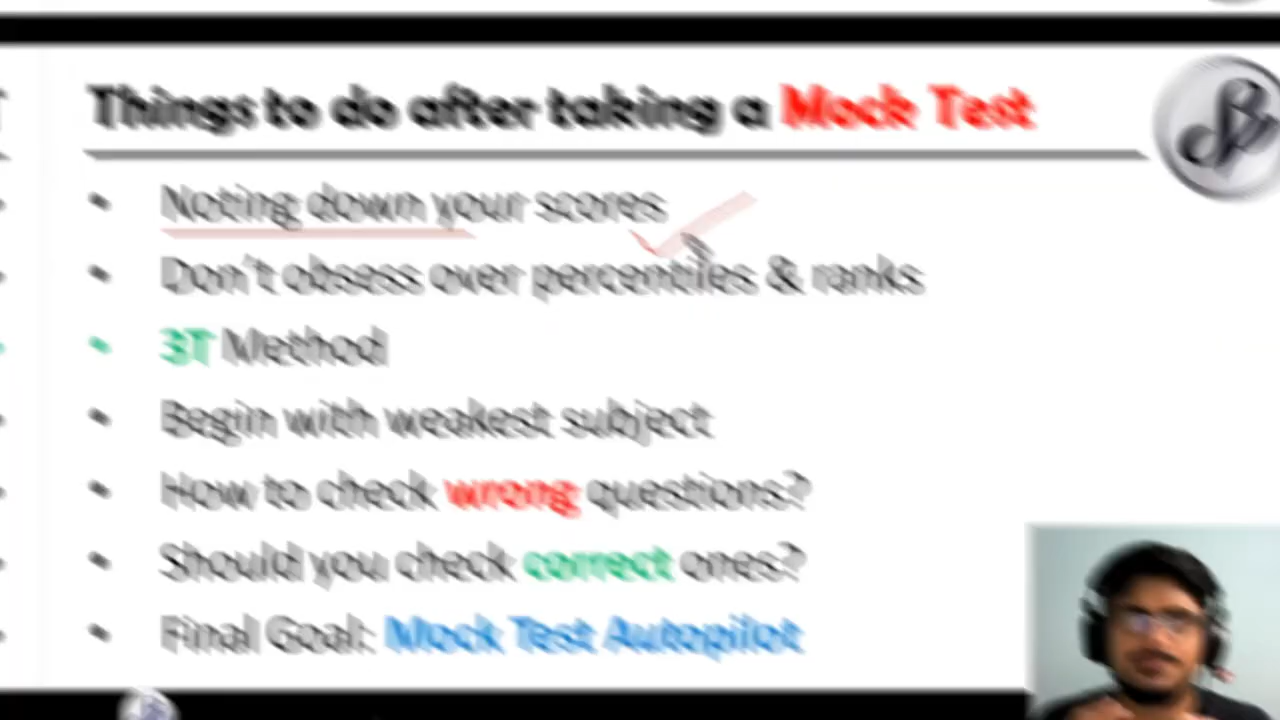 Things to do after taking a Mock Test
• Noting down your scores
• Don't obsess over percentiles & ranks
• 3T Method
• Begin with weakest subject
• How to check wrong questions?
• Should you check correct ones?
• Final Goal: Mock Test Autopilot